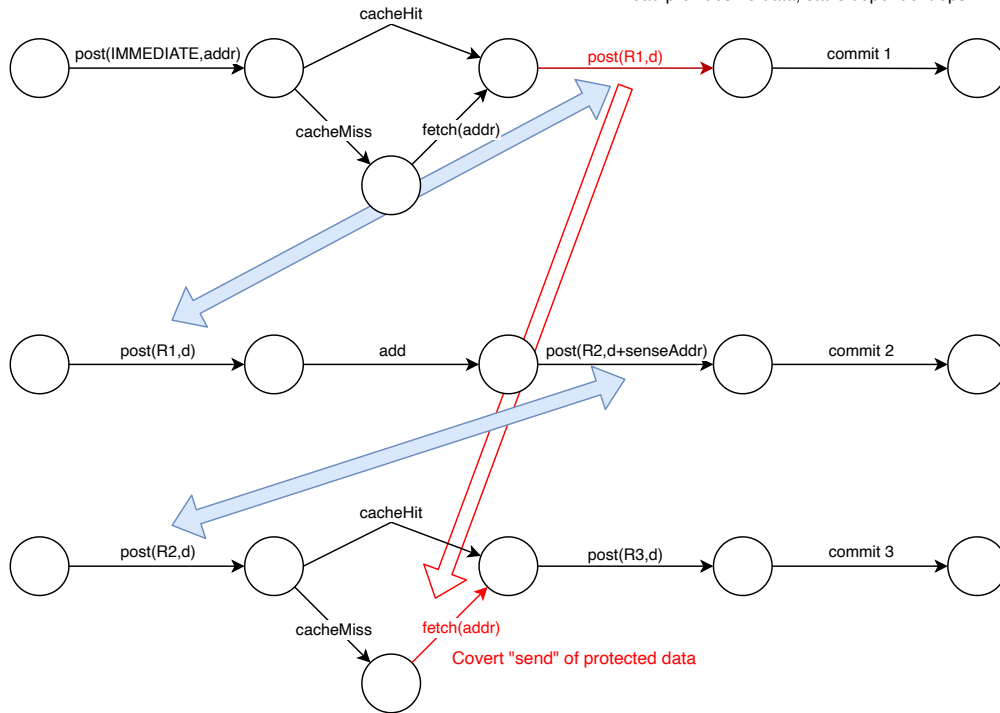 cacheHit
post(IMMEDIATE,addr)
post(R1,d)
commit 1
cacheMiss
fetch(addr)
post(R1,d)
add
post(R2,d+senseAddr)
commit 2
cacheHit
post(R2,d)
post(R3,d)
commit 3
cacheMiss
fetch(addr)
Covert "send" of protected data